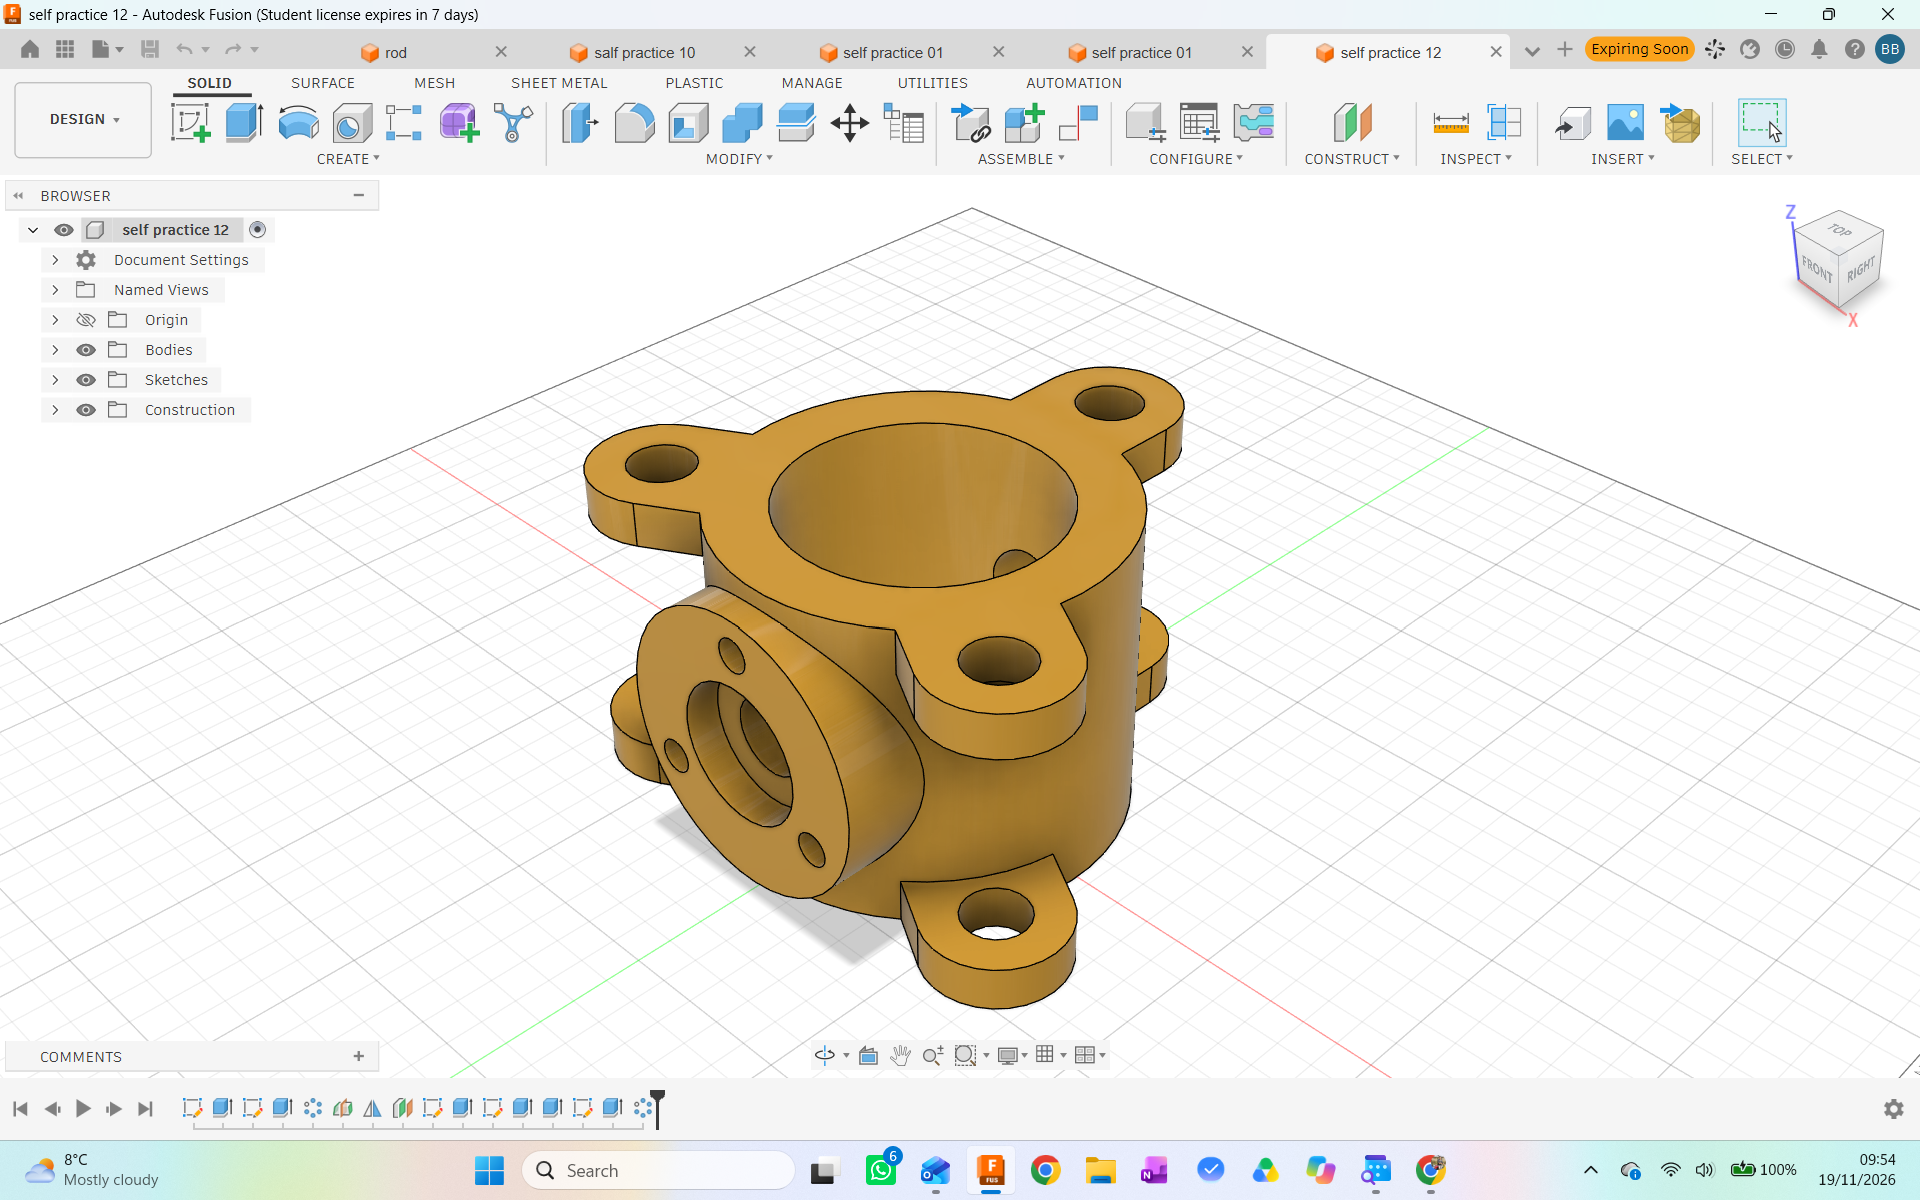 self practice 12 - Autodesk Fusion (Student license expires in 7 days)
rod
salf practice 10
self practice 01
self practice 01
self practice 12
Expiring Soon
BB
DESIGN
SOLID
SURFACE
MESH
SHEET METAL
PLASTIC
MANAGE
UTILITIES
AUTOMATION
CREATE
MODIFY
ASSEMBLE
CONFIGURE
CONSTRUCT
INSPECT
INSERT
SELECT
BROWSER
self practice 12
Document Settings
Named Views
Origin
Bodies
Sketches
Construction
Z
TOP
FRONT
RIGHT
X
COMMENTS
8°C
Mostly cloudy
Search
6
F
FUS
100%
09:54
19/11/2026